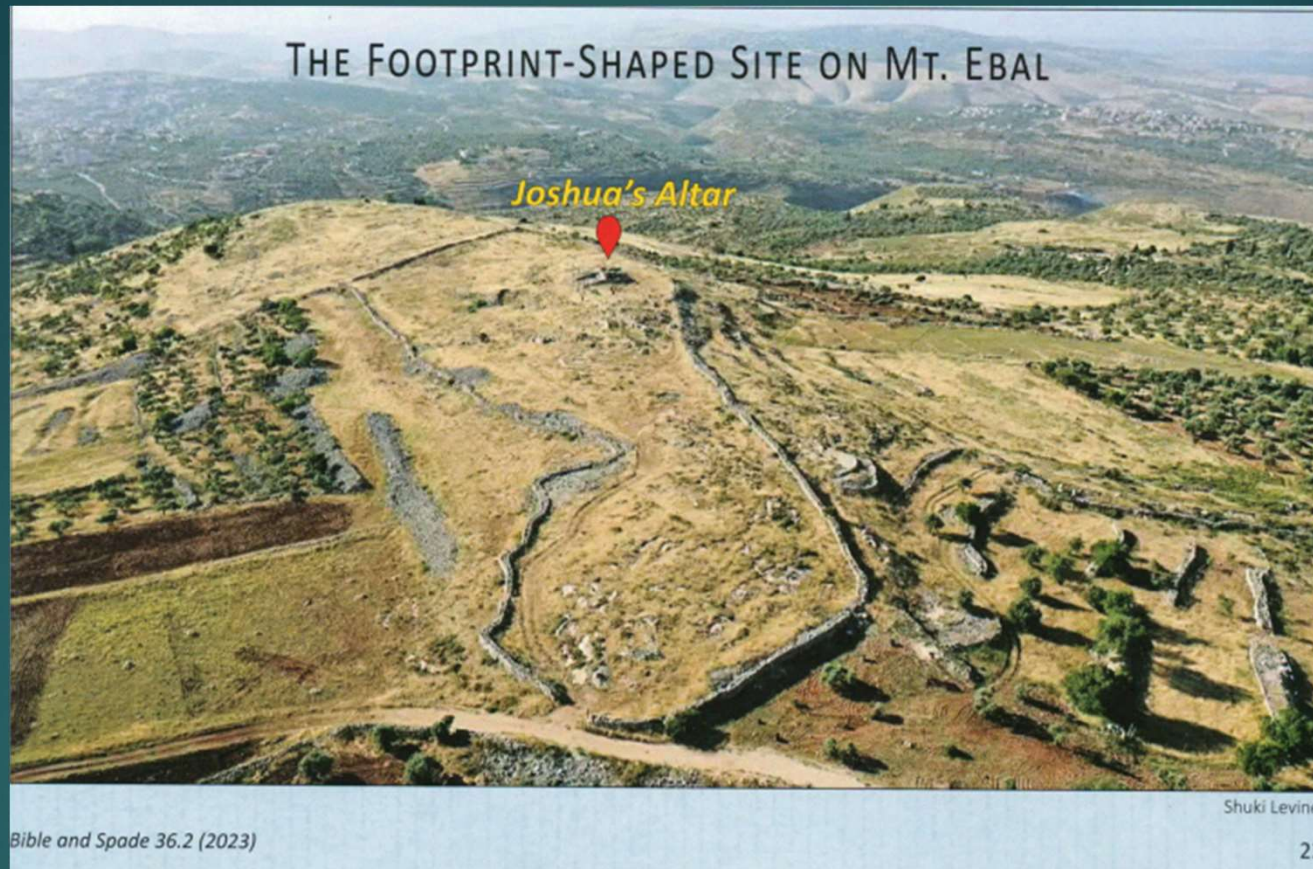 THE FOOTPRINT-SHAPED SITE ON MT. EBAL
Joshua's Altar
Shuki Levine
Bible and Spade 36.2 (2023)